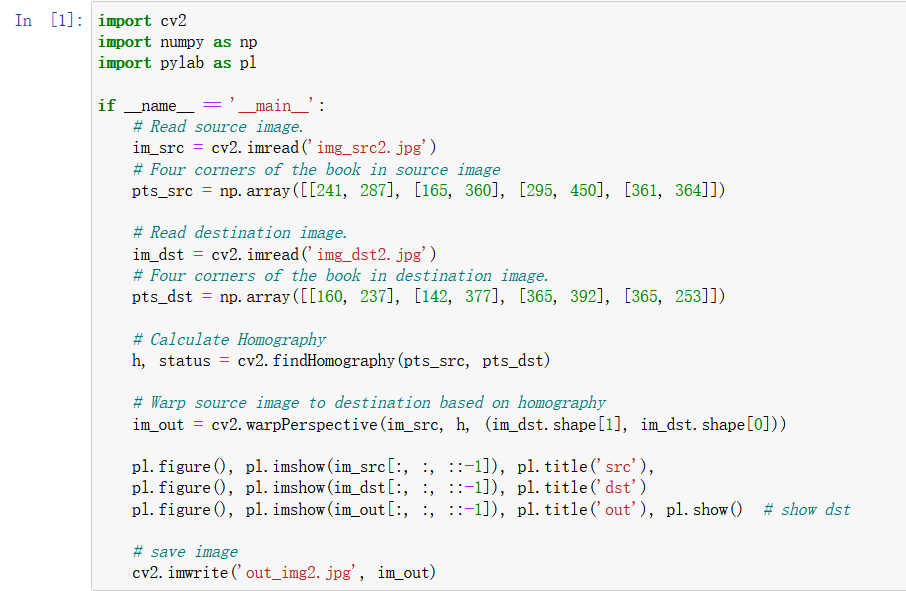 In [1]:
import cv2
import numpy as np
import pylab as pl
if __name__ == '__main__':
# Read source image.
im_src = cv2.imread('img_src2.jpg')
# Four corners of the book in source image
pts_src = np.array([[241, 287], [165, 360], [295, 450], [361, 364]])
# Read destination image.
im_dst = cv2.imread('img_dst2.jpg')
# Four corners of the book in destination image.
pts_dst = np.array([[160, 237], [142, 377], [365, 392], [365, 253]])
# Calculate Homography
h, status = cv2.findHomography(pts_src, pts_dst)
# Warp source image to destination based on homography
im_out = cv2.warpPerspective(im_src, h, (im_dst.shape[1], im_dst.shape[0]))
pl.figure(), pl.imshow(im_src[:, :, ::-1]), pl.title('src'),
pl.figure(), pl.imshow(im_dst[:, :, ::-1]), pl.title('dst')
pl.figure(), pl.imshow(im_out[:, :, ::-1]), pl.title('out'), pl.show()  # show dst
# save image
cv2.imwrite('out_img2.jpg', im_out)